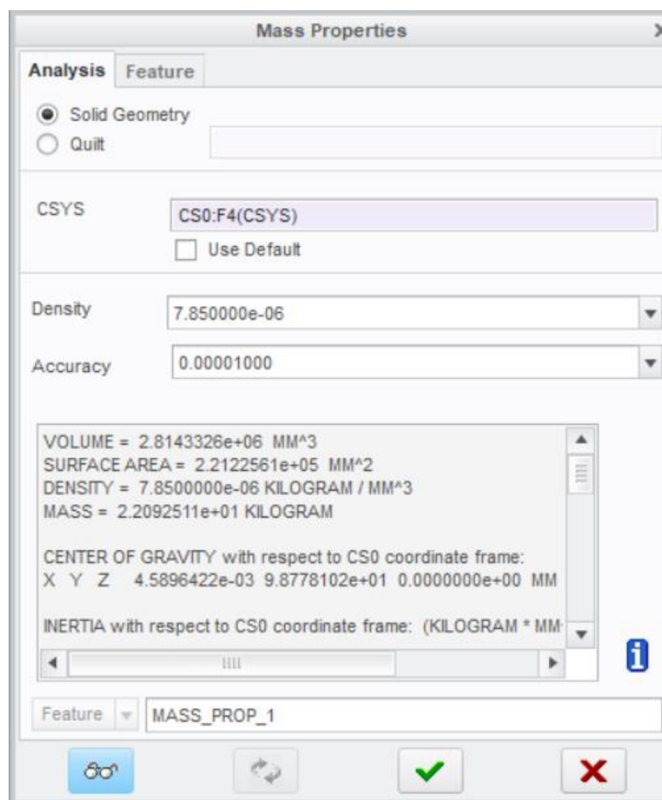 Mass Properties
Analysis Feature
Solid Geometry
Quilt
CSYS CS0:F4(CSYS)
Use Default
Density 7.850000e-06
Accuracy 0.00001000
VOLUME = 2.8143326e+06 MM^3
SURFACE AREA = 2.2122561e+05 MM^2
DENSITY = 7.8500000e-06 KILOGRAM / MM^3
MASS = 2.2092511e+01 KILOGRAM
CENTER OF GRAVITY with respect to CS0 coordinate frame:
X Y Z 4.5896422e-03 9.8778102e+01 0.0000000e+00 MM
INERTIA with respect to CS0 coordinate frame: (KILOGRAM * MM
Feature MASS_PROP_1